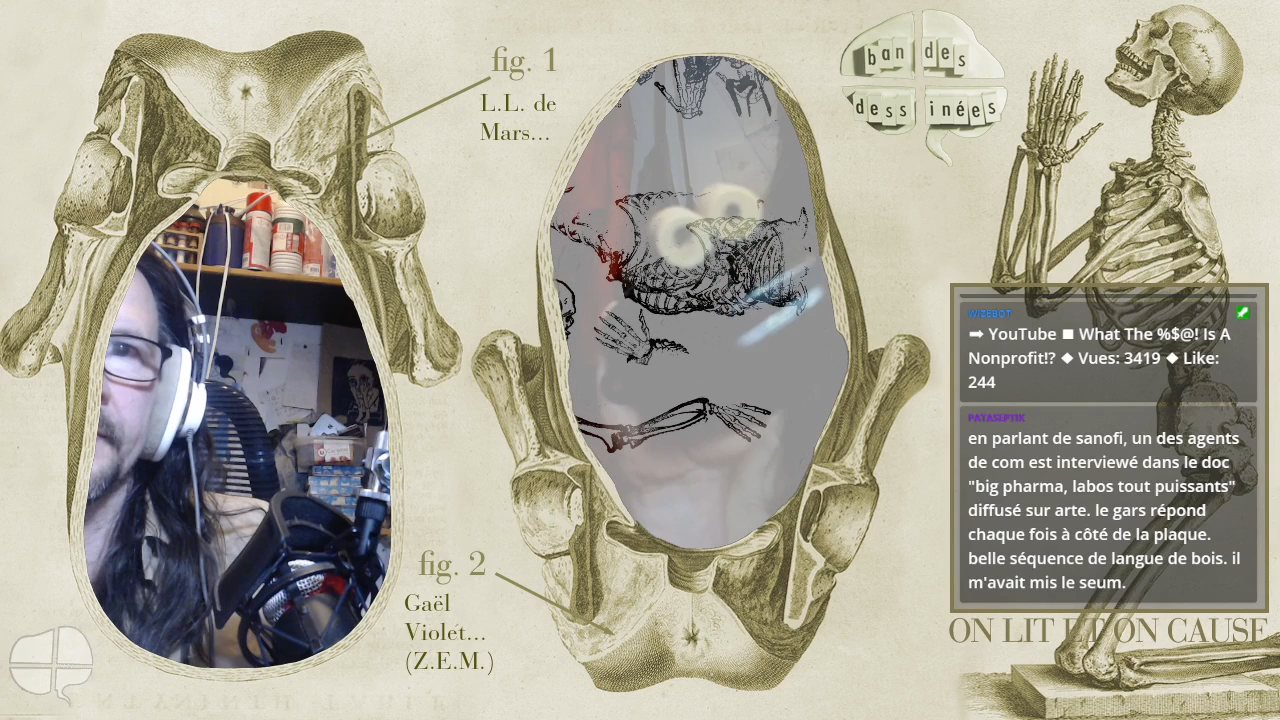 fig. 1
L.L. de
Mars...
ban des
dess inées
WIZEBOT
➡ YouTube ■ What The %$@! Is A
Nonprofit!? ◆ Vues: 3419 ◆ Like:
244
PATASEPTIK
en parlant de sanofi, un des agents
de com est interviewé dans le doc
"big pharma, labos tout puissants"
diffusé sur arte. le gars répond
chaque fois à côté de la plaque.
belle séquence de langue de bois. il
m'avait mis le seum.
fig. 2
Gaël
Violet...
(Z.E.M.)
ON LIT ET ON CAUSE